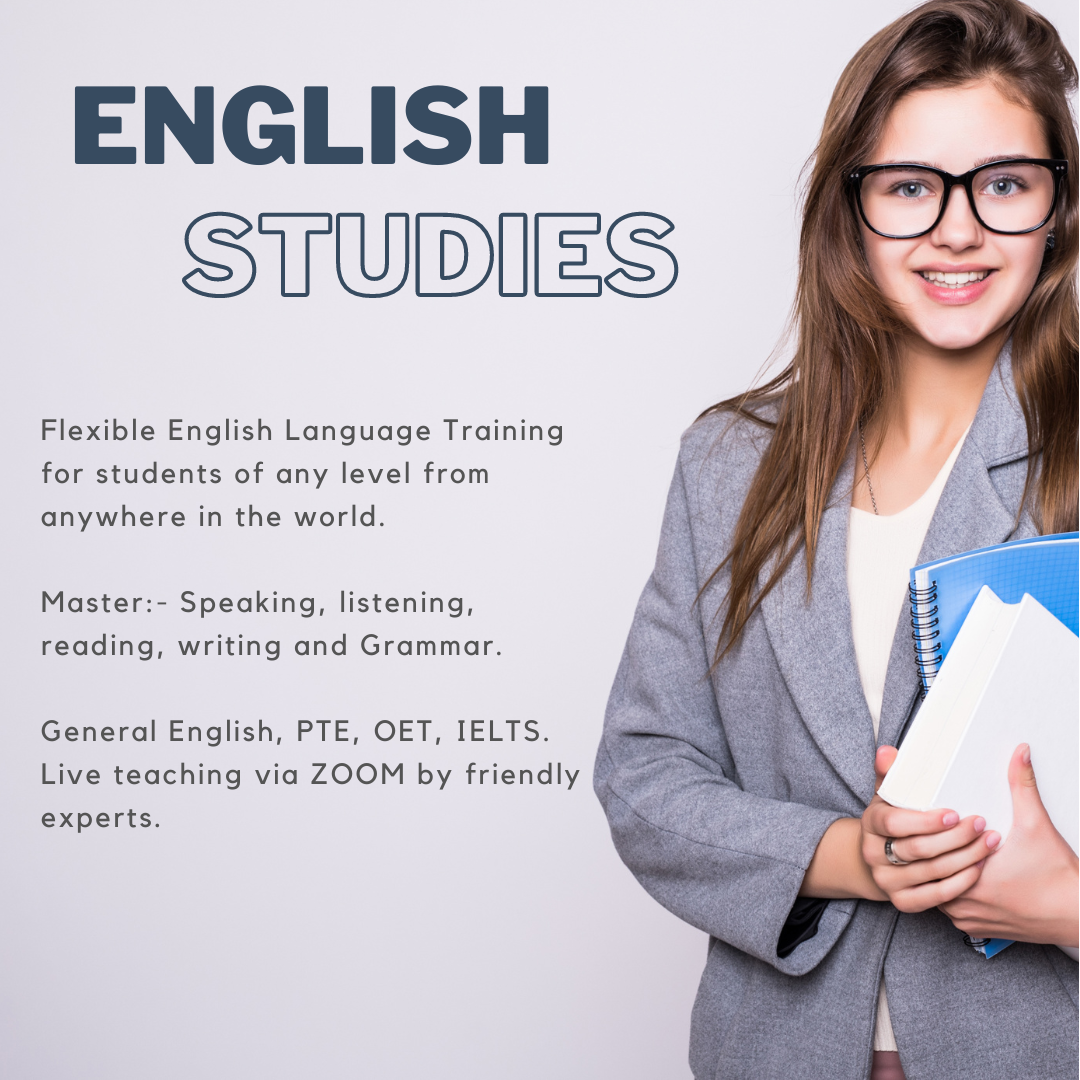 ENGLISH
STUDIES
Flexible English Language Training
for students of any level from
anywhere in the world.
Master:- Speaking, listening,
reading, writing and Grammar.
General English, PTE, OET, IELTS.
Live teaching via ZOOM by friendly
experts.